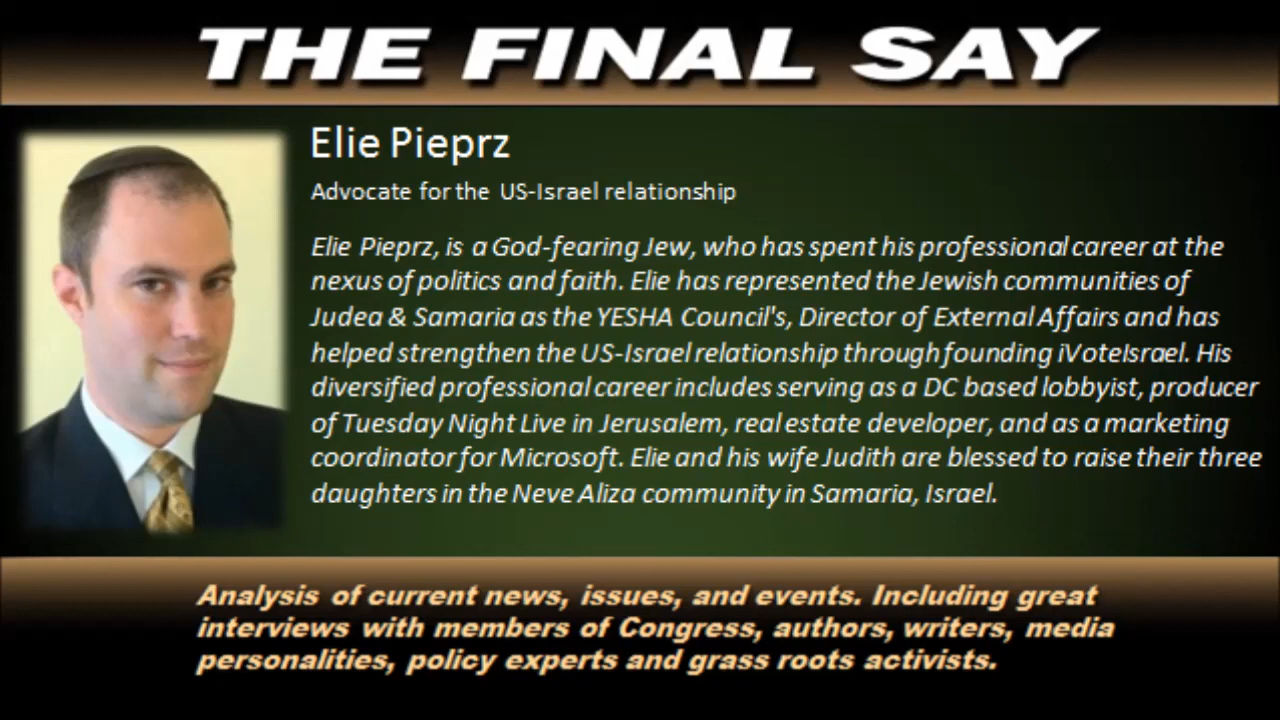 THE FINAL SAY
Elie Pieprz
Advocate for the US-Israel relationship
Elie Pieprz, is a God-fearing Jew, who has spent his professional career at the
nexus of politics and faith. Elie has represented the Jewish communities of
Judea & Samaria as the YESHA Council's, Director of External Affairs and has
helped strengthen the US-Israel relationship through founding iVoteIsrael. His
diversified professional career includes serving as a DC based lobbyist, producer
of Tuesday Night Live in Jerusalem, real estate developer, and as a marketing
coordinator for Microsoft. Elie and his wife Judith are blessed to raise their three
daughters in the Neve Aliza community in Samaria, Israel.
Analysis of current news, issues, and events. Including great
interviews with members of Congress, authors, writers, media
personalities, policy experts and grass roots activists.